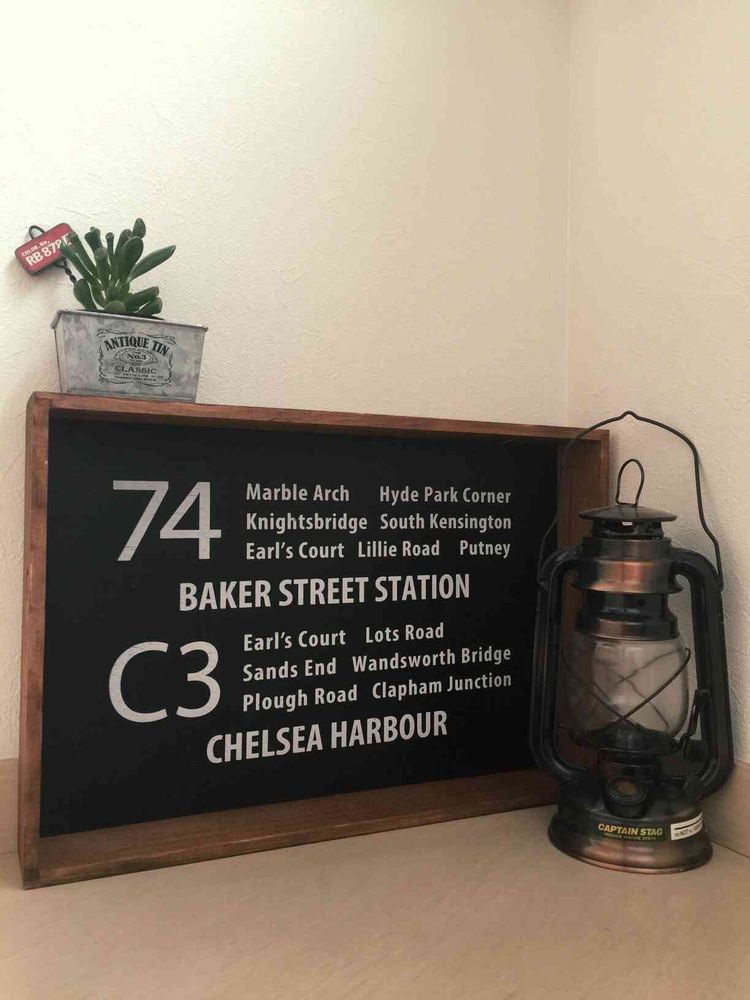 COLOR. No.
ANTIQUE TIN
No.3
CLASSIC
74
Marble Arch Hyde Park Corner
Knightsbridge South Kensington
Earl's Court Lillie Road Putney
BAKER STREET STATION
C3
Earl's Court Lots Road
Sands End Wandsworth Bridge
Plough Road Clapham Junction
CHELSEA HARBOUR
CAPTAIN STAG